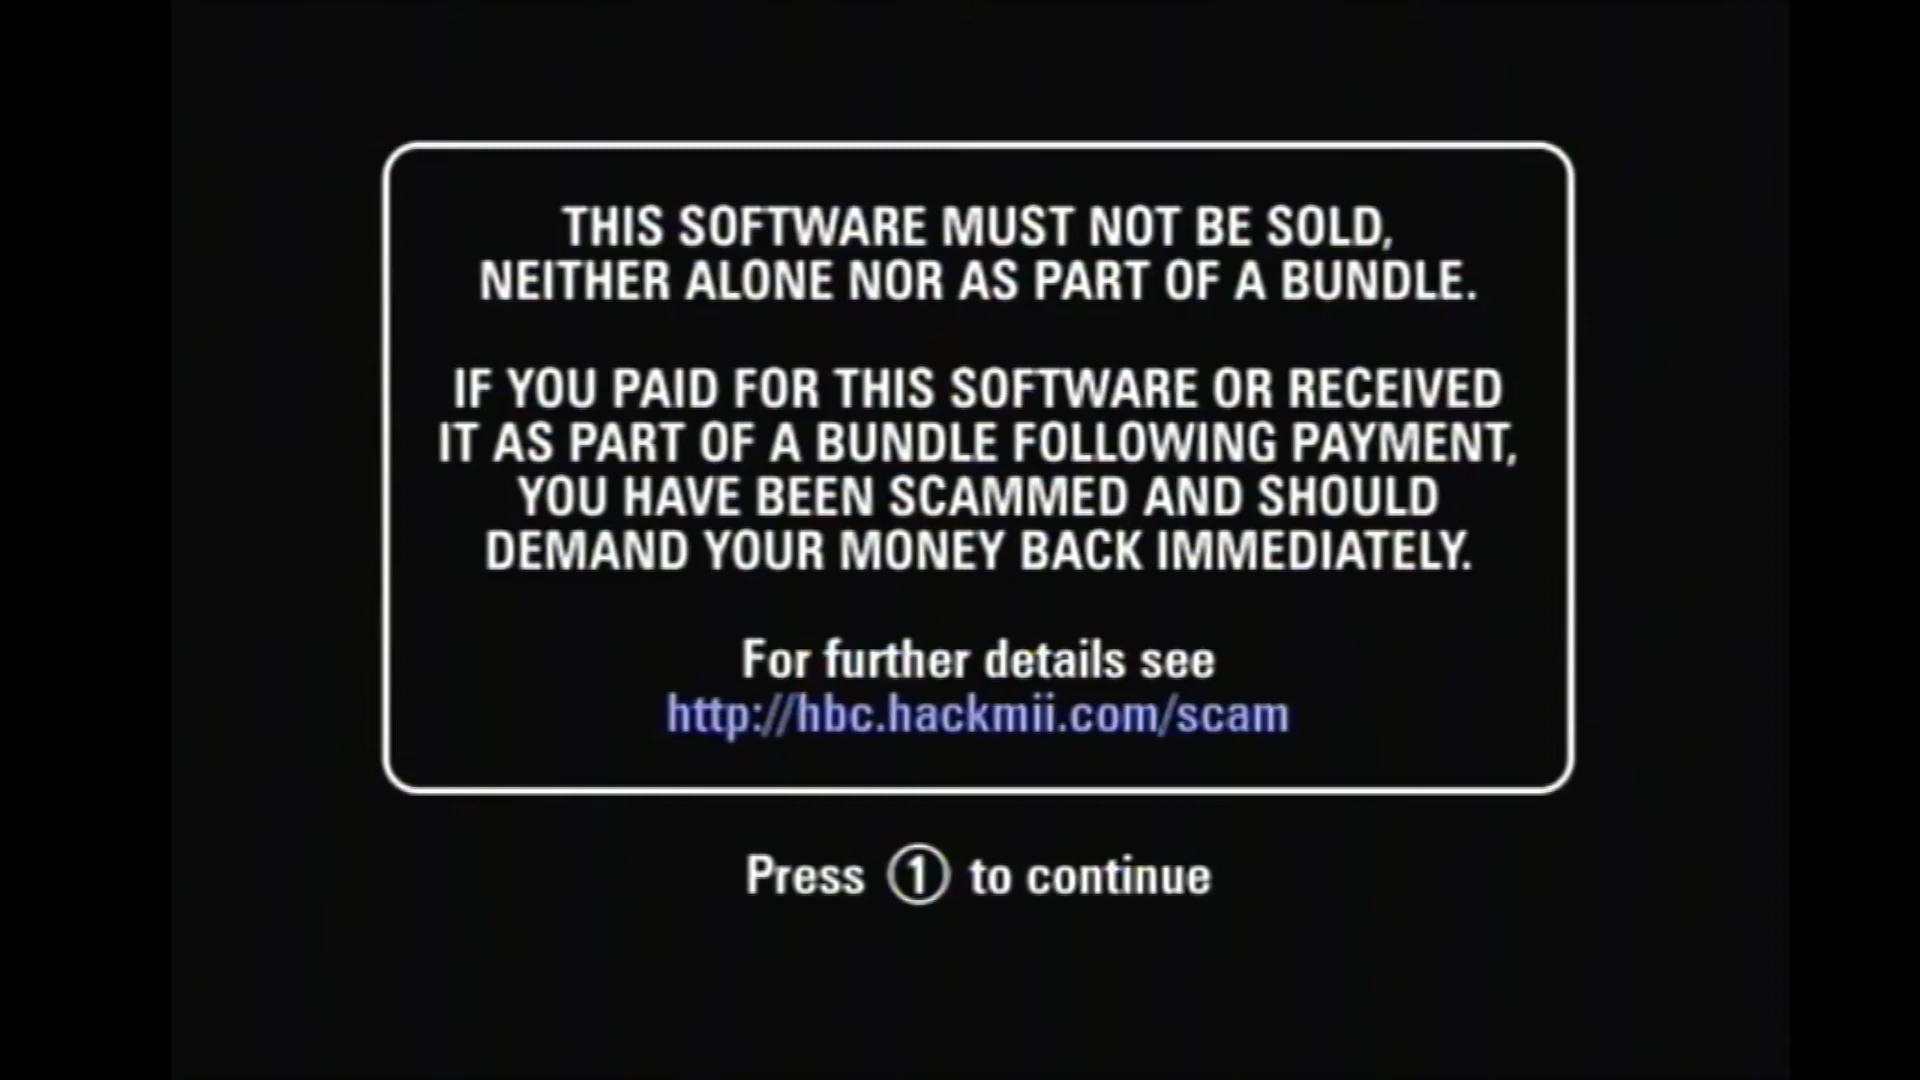 THIS SOFTWARE MUST NOT BE SOLD,
NEITHER ALONE NOR AS PART OF A BUNDLE.
IF YOU PAID FOR THIS SOFTWARE OR RECEIVED
IT AS PART OF A BUNDLE FOLLOWING PAYMENT,
YOU HAVE BEEN SCAMMED AND SHOULD
DEMAND YOUR MONEY BACK IMMEDIATELY.
For further details see
http://hbc.hackmii.com/scam
Press ① to continue